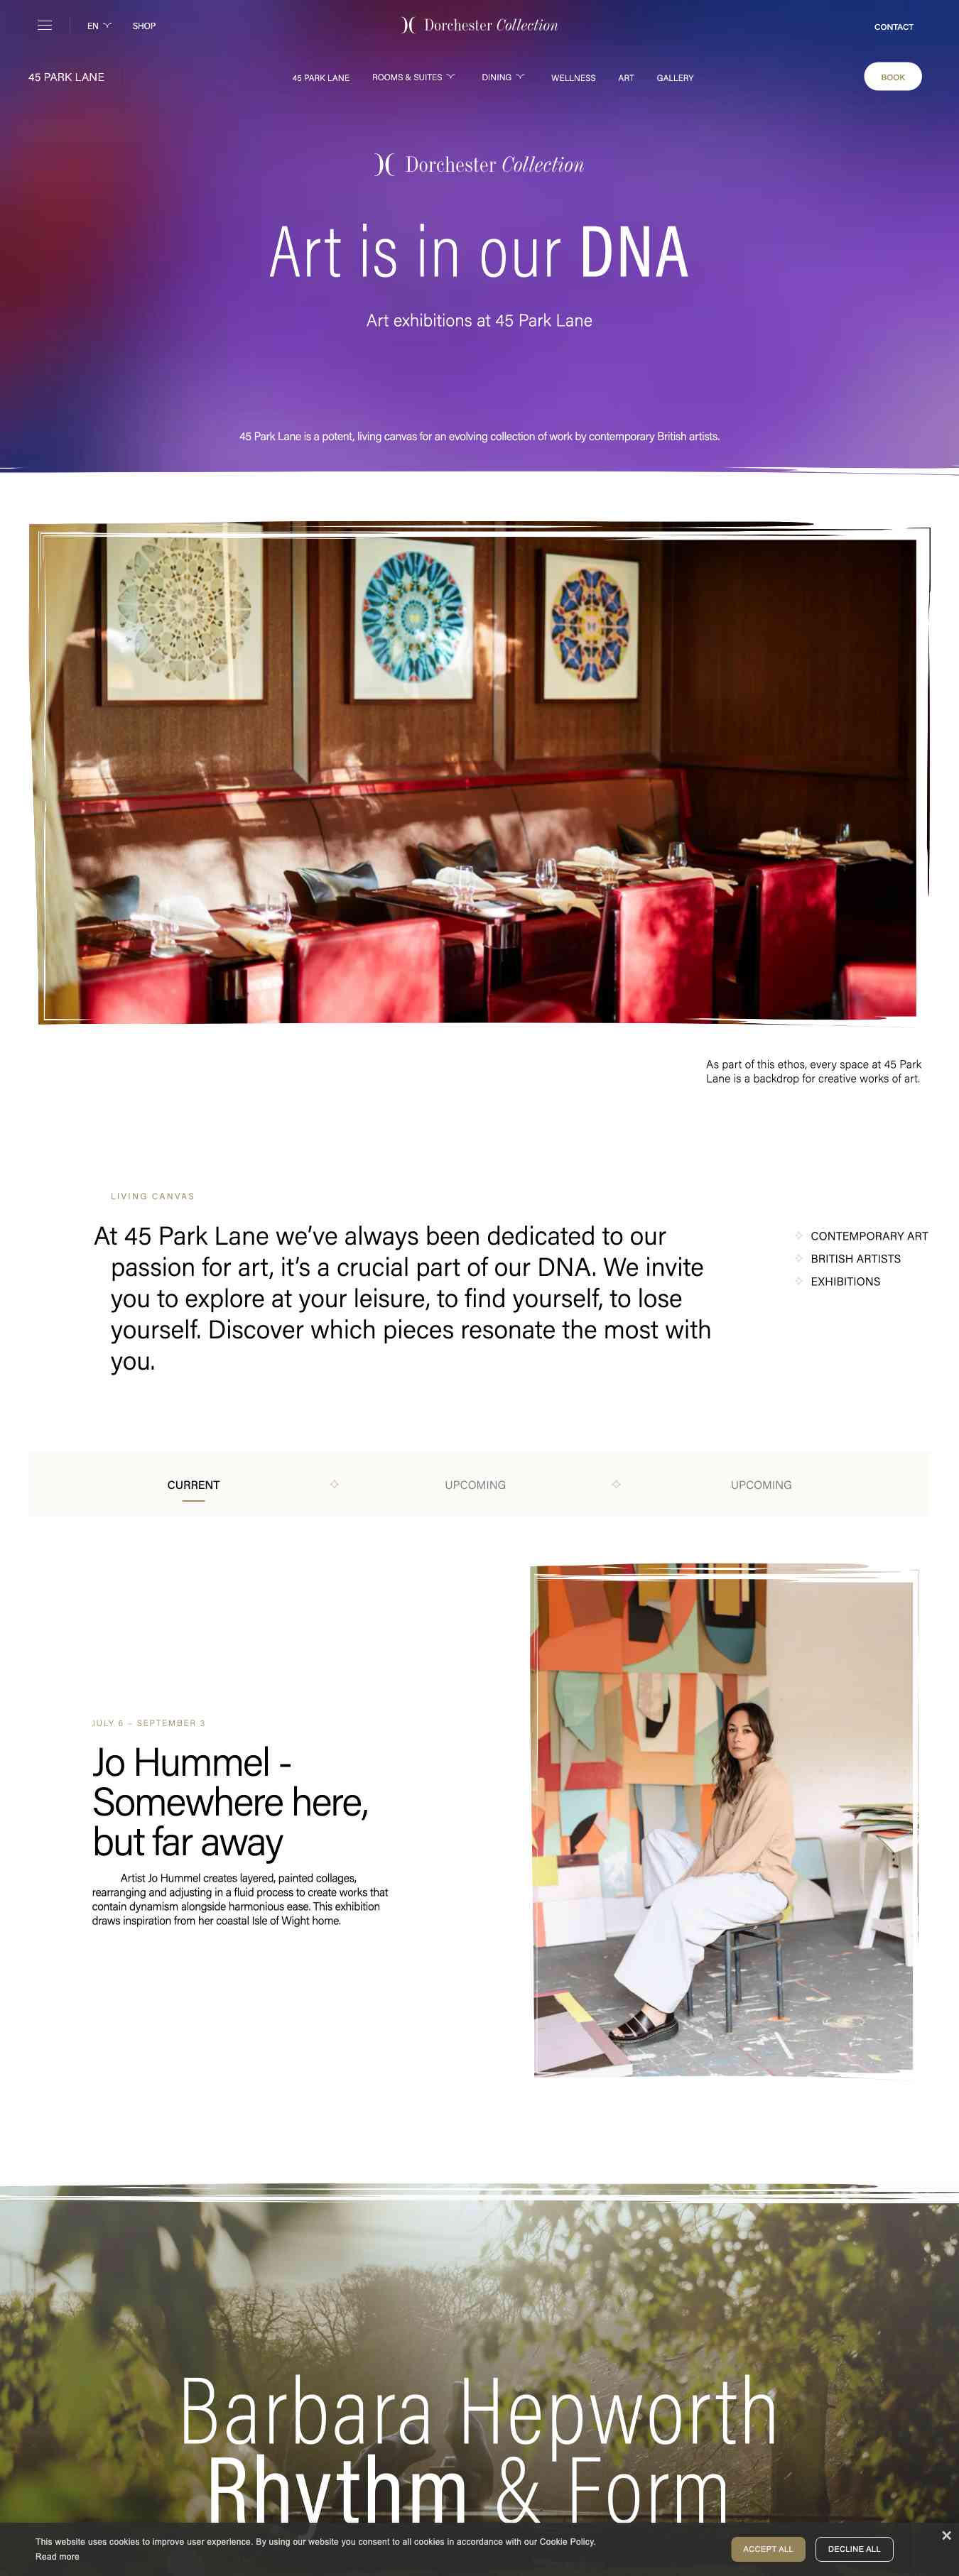 EN
SHOP
Dorchester Collection
CONTACT
45 PARK LANE
45 PARK LANE
ROOMS & SUITES
DINING
WELLNESS
ART
GALLERY
BOOK
Dorchester Collection
Art is in our DNA
Art exhibitions at 45 Park Lane
45 Park Lane is a potent, living canvas for an evolving collection of work by contemporary British artists.
As part of this ethos, every space at 45 Park
Lane is a backdrop for creative works of art.
LIVING CANVAS
At 45 Park Lane we’ve always been dedicated to our
passion for art, it’s a crucial part of our DNA. We invite
you to explore at your leisure, to find yourself, to lose
yourself. Discover which pieces resonate the most with
you.
CONTEMPORARY ART
BRITISH ARTISTS
EXHIBITIONS
CURRENT
UPCOMING
UPCOMING
JULY 6 – SEPTEMBER 3
Jo Hummel -
Somewhere here,
but far away
Artist Jo Hummel creates layered, painted collages,
rearranging and adjusting in a fluid process to create works that
contain dynamism alongside harmonious ease. This exhibition
draws inspiration from her coastal Isle of Wight home.
Barbara Hepworth
Rhythm & Form
This website uses cookies to improve user experience. By using our website you consent to all cookies in accordance with our Cookie Policy.
Read more
ACCEPT ALL
DECLINE ALL